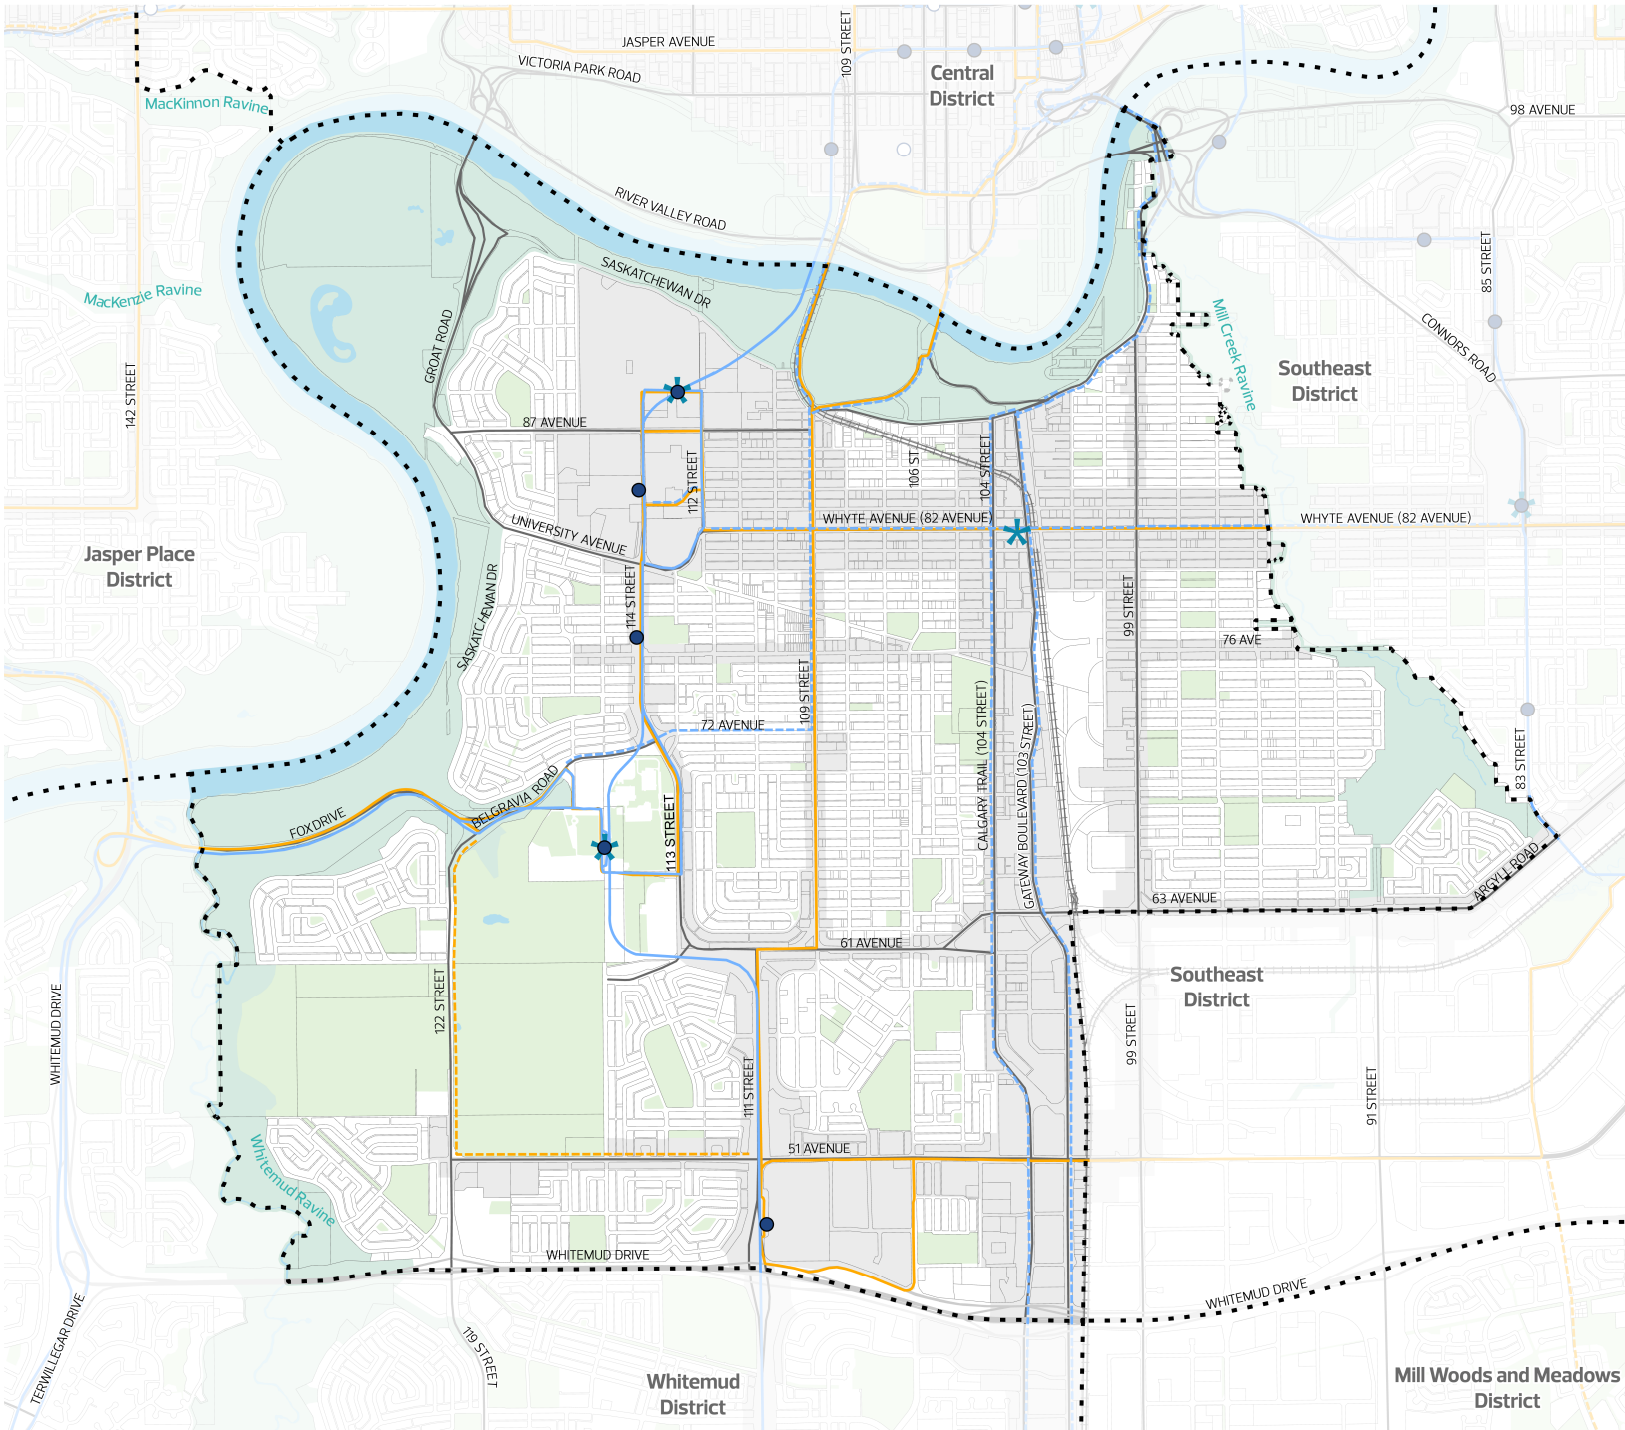 JASPER AVENUE
109 STREET
VICTORIA PARK ROAD
Central
District
MacKinnon Ravine
98 AVENUE
RIVER VALLEY ROAD
85 STREET
SASKATCHEWAN DR
MacKenzie Ravine
Mill Creek Ravine
CONNORS ROAD
GROAT ROAD
142 STREET
Southeast
District
87 AVENUE
112 STREET
106 ST
104 STREET
UNIVERSITY AVENUE
WHYTE AVENUE (82 AVENUE)
WHYTE AVENUE (82 AVENUE)
Jasper Place
District
SASKATCHEWAN DR
114 STREET
99 STREET
76 AVE
109 STREET
72 AVENUE
CALGARY TRAIL (104 STREET)
GATEWAY BOULEVARD (103 STREET)
83 STREET
FOX DRIVE
BELGRAVIA ROAD
113 STREET
ARGYLL ROAD
63 AVENUE
61 AVENUE
Southeast
District
122 STREET
WHITEMUD DRIVE
99 STREET
111 STREET
91 STREET
51 AVENUE
Whitemud Ravine
WHITEMUD DRIVE
WHITEMUD DRIVE
TERWILLEGAR DRIVE
119 STREET
Whitemud
District
Mill Woods and Meadows
District